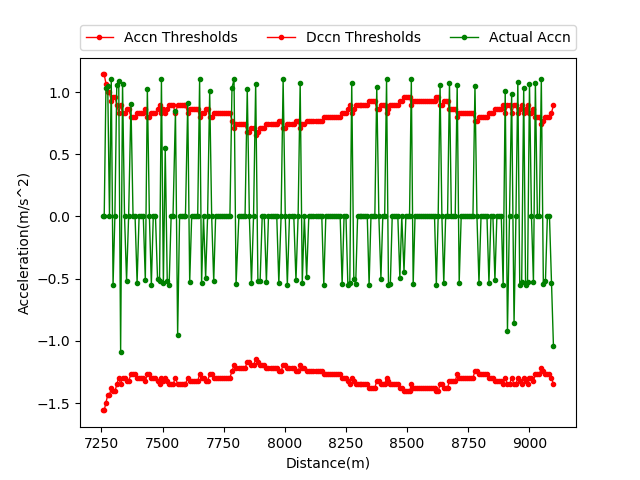 Accn Thresholds Dccn Thresholds Actual Accn
1.0
0.5
0.0
−0.5
−1.0
−1.5
Acceleration(m/s^2)
7250 7500 7750 8000 8250 8500 8750 9000
Distance(m)